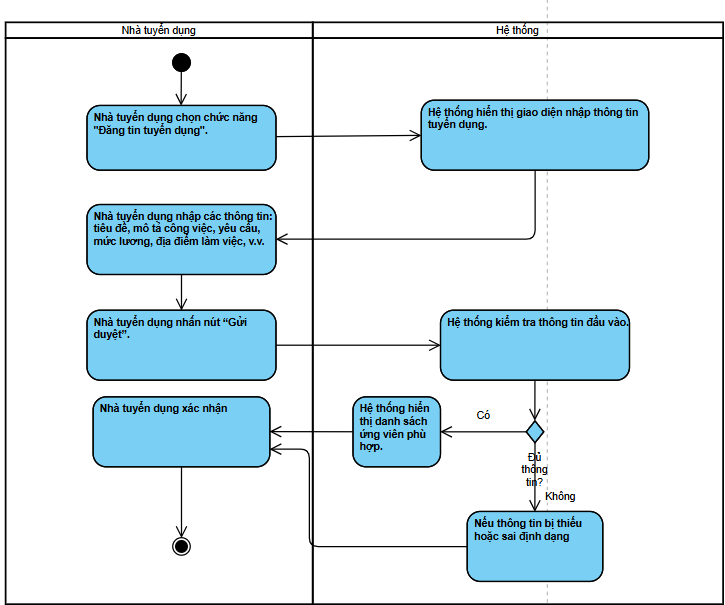 Nhà tuyển dụng
Hệ thống
Nhà tuyển dụng chọn chức năng
"Đăng tin tuyển dụng".
Hệ thống hiển thị giao diện nhập thông tin
tuyển dụng.
Nhà tuyển dụng nhập các thông tin:
tiêu đề, mô tả công việc, yêu cầu,
mức lương, địa điểm làm việc, v.v.
Nhà tuyển dụng nhấn nút “Gửi
duyệt”.
Hệ thống kiểm tra thông tin đầu vào.
Nhà tuyển dụng xác nhận
Hệ thống hiển
thị danh sách
ứng viên phù
hợp.
Có
Đủ
thông
tin?
Không
Nếu thông tin bị thiếu
hoặc sai định dạng